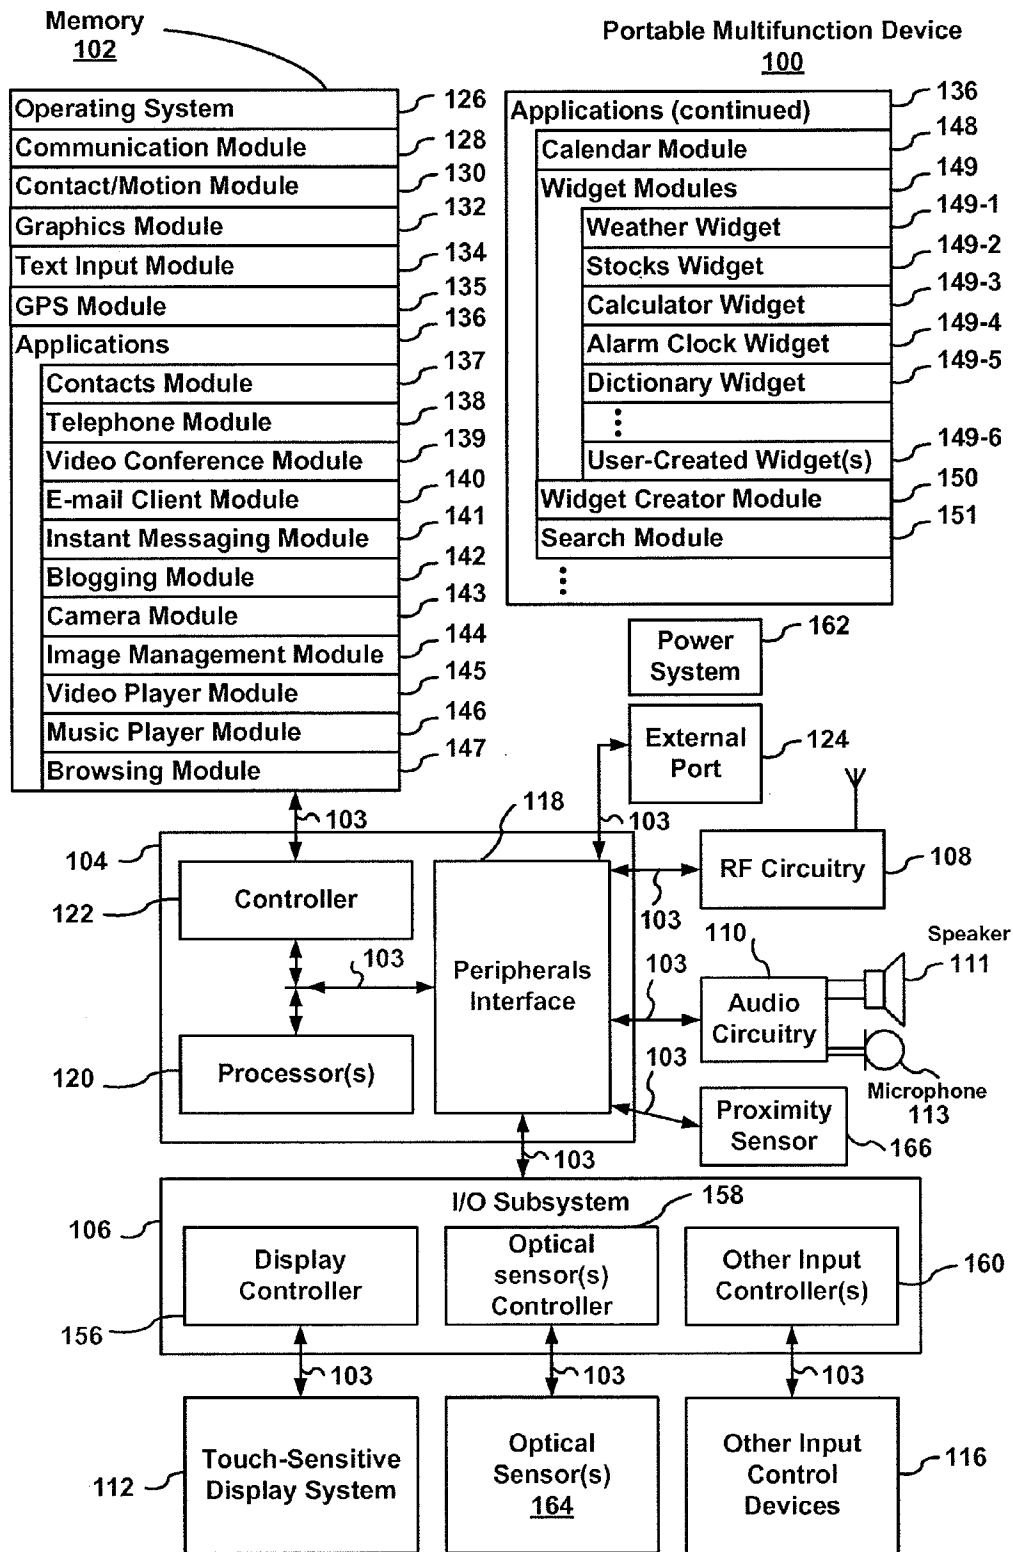 Memory
102
Portable Multifunction Device
100
Operating System
126
Communication Module
128
Contact/Motion Module
130
Graphics Module
132
Text Input Module
134
GPS Module
135
Applications
136
Contacts Module
137
Telephone Module
138
Video Conference Module
139
E-mail Client Module
140
Instant Messaging Module
141
Blogging Module
142
Camera Module
143
Image Management Module
144
Video Player Module
145
Music Player Module
146
Browsing Module
147
Applications (continued)
136
Calendar Module
148
Widget Modules
149
Weather Widget
149-1
Stocks Widget
149-2
Calculator Widget
149-3
Alarm Clock Widget
149-4
Dictionary Widget
149-5
User-Created Widget(s)
149-6
Widget Creator Module
150
Search Module
151
Power
System
162
External
Port
124
103
118
103
104
Controller
122
RF Circuitry
108
103
103
Peripherals
Interface
Processor(s)
120
110
103
Audio
Circuitry
Speaker
111
Microphone
113
103
Proximity
Sensor
166
103
I/O Subsystem
106
158
Display
Controller
156
Optical
sensor(s)
Controller
Other Input
Controller(s)
160
103
103
103
Touch-Sensitive
Display System
112
Optical
Sensor(s)
164
Other Input
Control
Devices
116